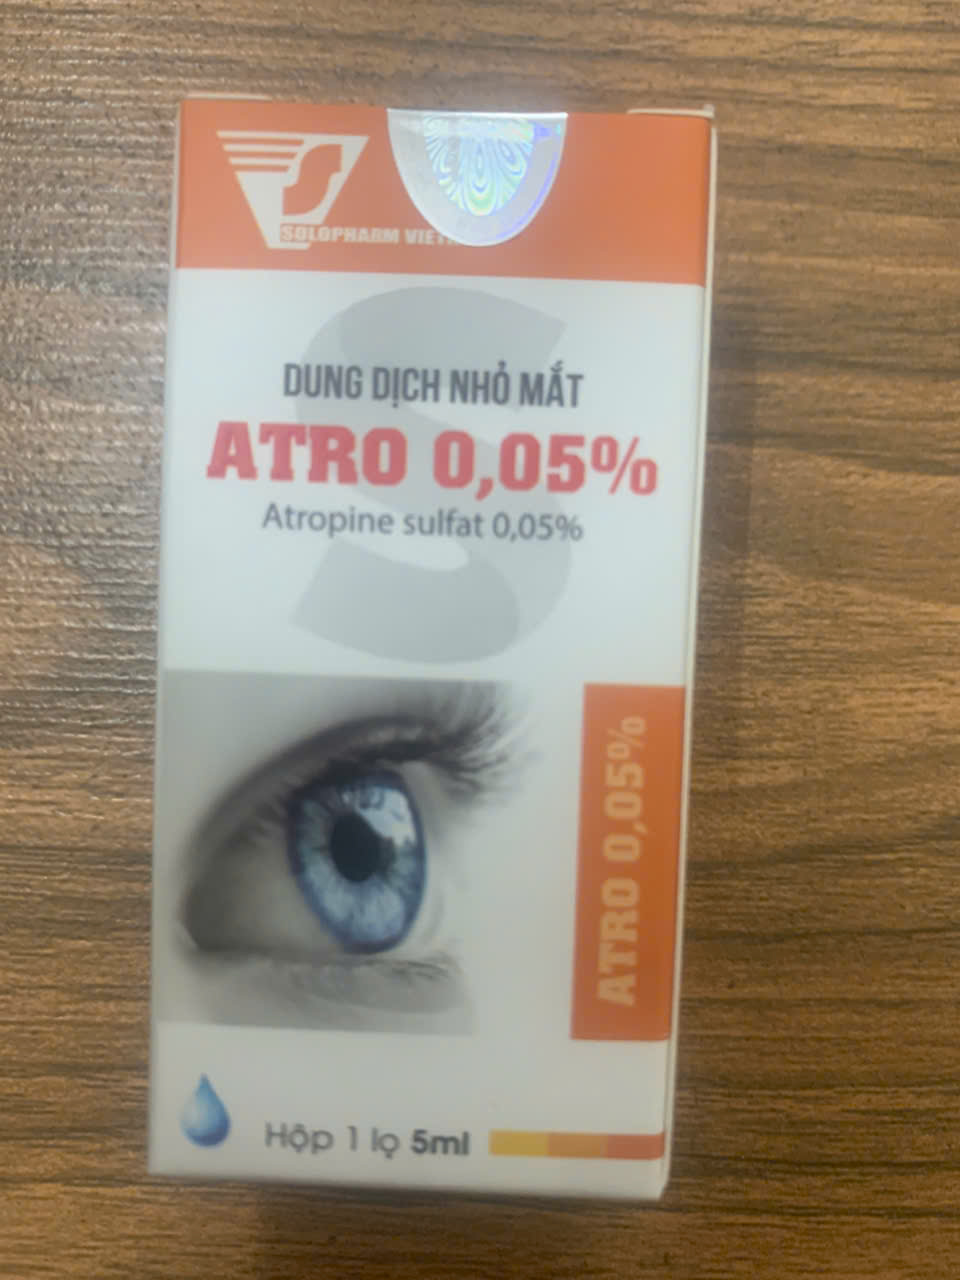 SOLOPHARM
DUNG DỊCH NHỎ MẮT
ATRO 0,05%
Atropine sulfat 0,05%
ATRO 0,05%
Hộp 1 lọ 5ml